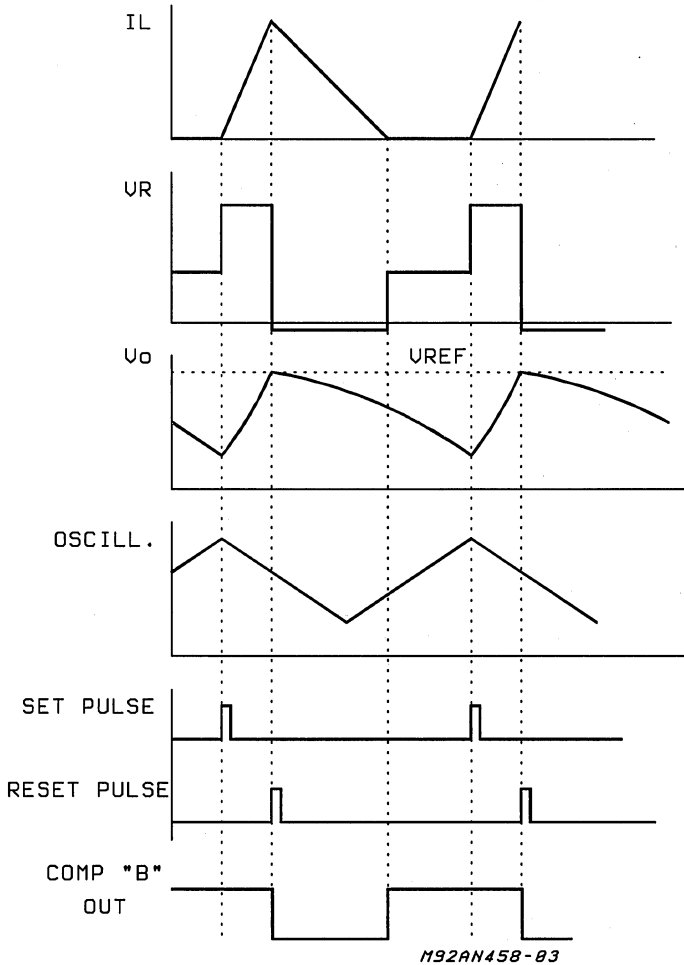 IL
VR
Vo
VREF
OSCILL.
SET PULSE
RESET PULSE
COMP "B"
OUT
M92AN458-03